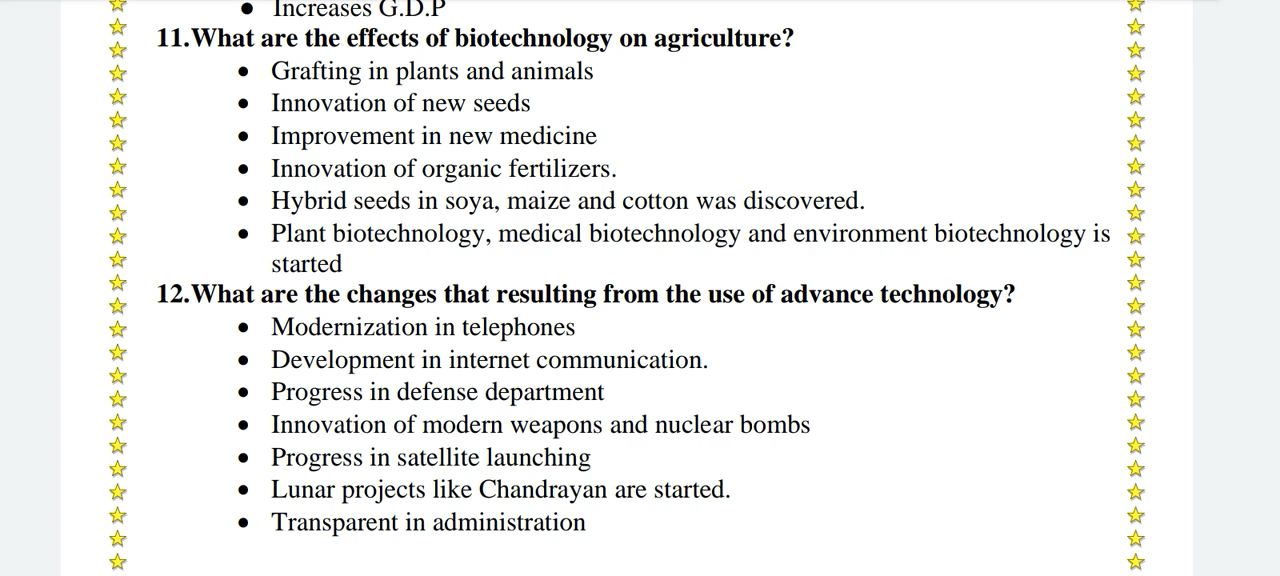 ● Increases G.D.P
11.What are the effects of biotechnology on agriculture?
● Grafting in plants and animals
● Innovation of new seeds
● Improvement in new medicine
● Innovation of organic fertilizers.
● Hybrid seeds in soya, maize and cotton was discovered.
● Plant biotechnology, medical biotechnology and environment biotechnology is
started
12.What are the changes that resulting from the use of advance technology?
● Modernization in telephones
● Development in internet communication.
● Progress in defense department
● Innovation of modern weapons and nuclear bombs
● Progress in satellite launching
● Lunar projects like Chandrayan are started.
● Transparent in administration